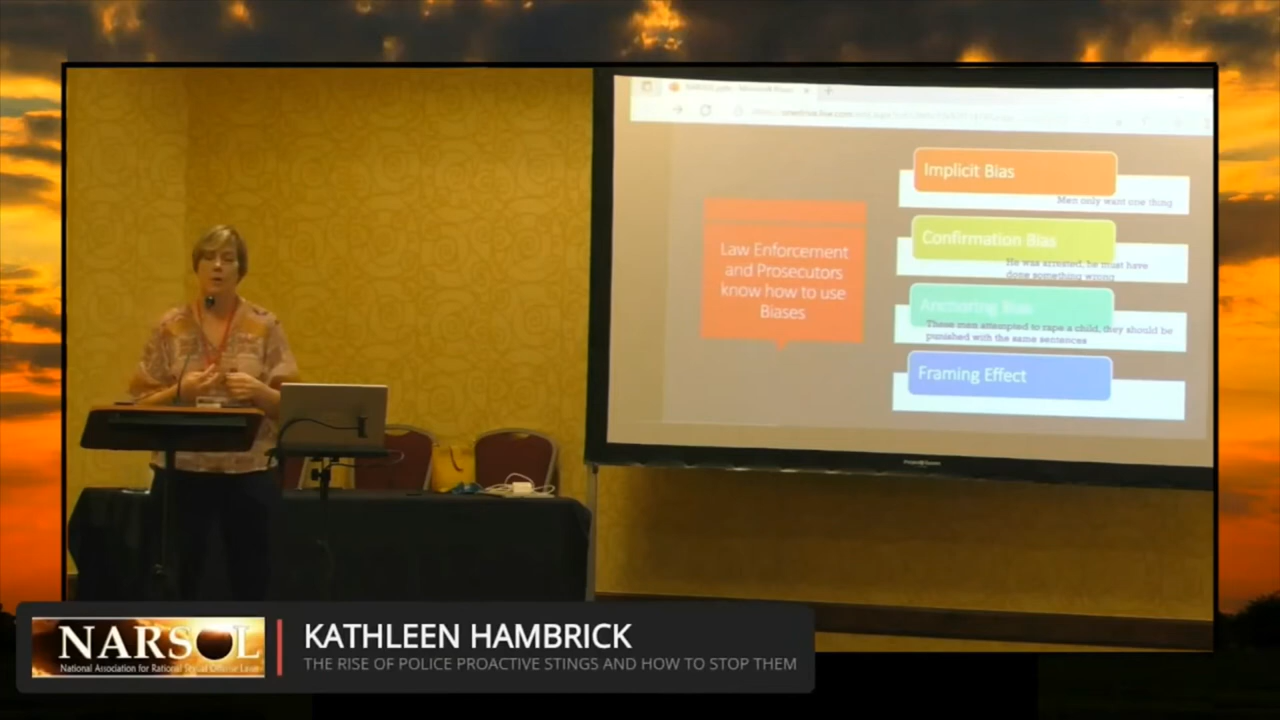 Implicit Bias
Men only want one thing
Law Enforcement
and Prosecutors
know how to use
Biases
Confirmation Bias
He was arrested, he must have
done something wrong
Anchoring Bias
These men attempted to rape a child, they should be
punished with the same sentences
Framing Effect
NARSOL
National Association for Rational Sexual Offense Laws
KATHLEEN HAMBRICK
THE RISE OF POLICE PROACTIVE STINGS AND HOW TO STOP THEM